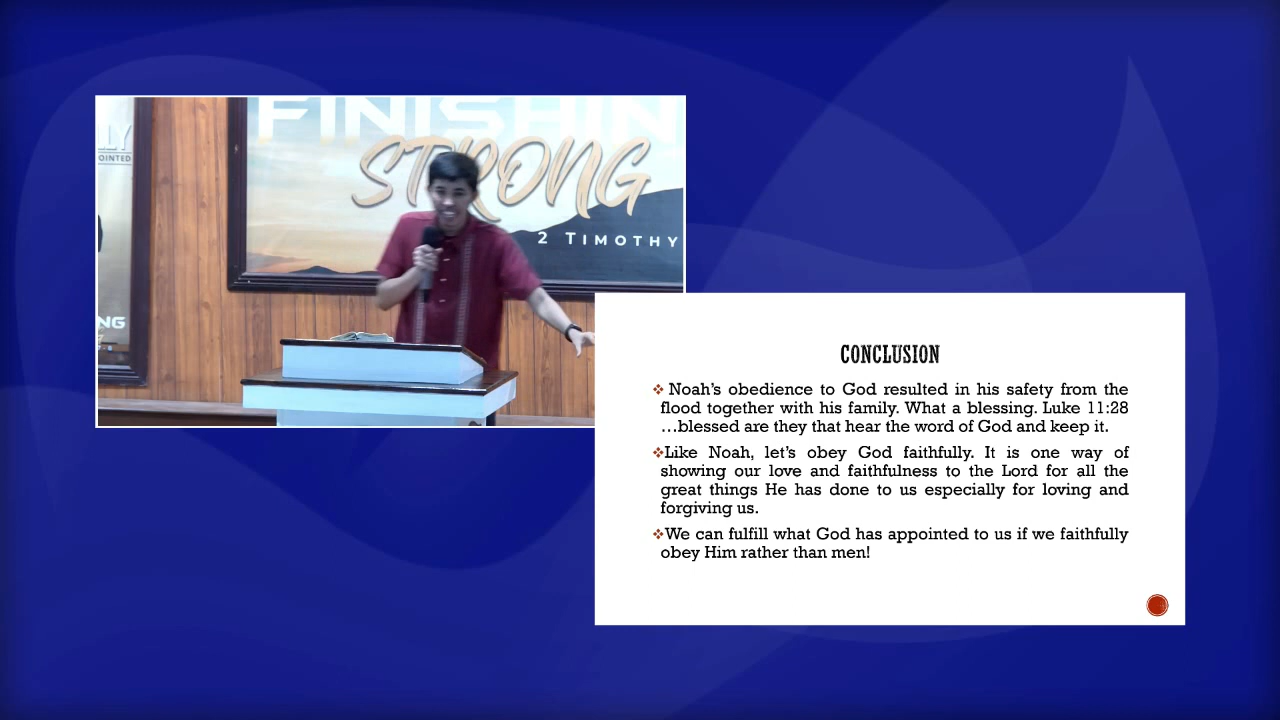 LLY
OINTED
NG
FINISHIN
STRONG
2 TIMOTHY
CONCLUSION
❖ Noah's obedience to God resulted in his safety from the
flood together with his family. What a blessing. Luke 11:28
…blessed are they that hear the word of God and keep it.
❖Like Noah, let's obey God faithfully. It is one way of
showing our love and faithfulness to the Lord for all the
great things He has done to us especially for loving and
forgiving us.
❖We can fulfill what God has appointed to us if we faithfully
obey Him rather than men!